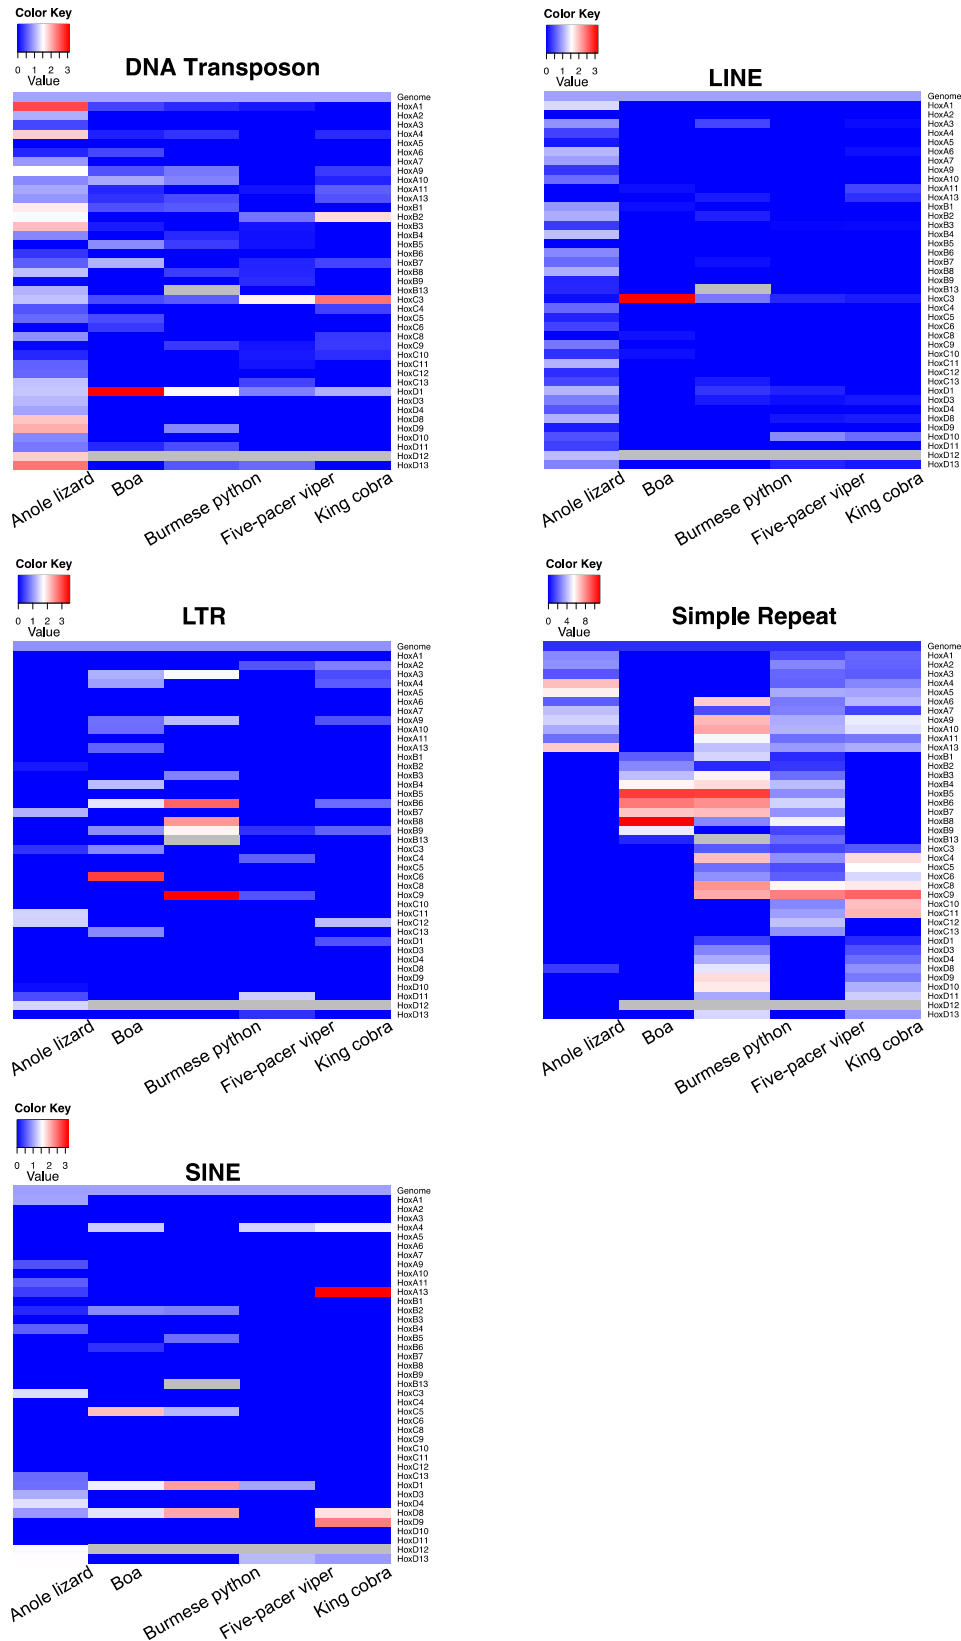 Color Key
0 1 2 3
Value
DNA Transposon
Genome
HoxA1
HoxA2
HoxA3
HoxA4
HoxA5
HoxA6
HoxA7
HoxA9
HoxA10
HoxA11
HoxA13
HoxB1
HoxB2
HoxB3
HoxB4
HoxB5
HoxB6
HoxB7
HoxB8
HoxB9
HoxB13
HoxC3
HoxC4
HoxC5
HoxC6
HoxC8
HoxC9
HoxC10
HoxC11
HoxC12
HoxC13
HoxD1
HoxD3
HoxD4
HoxD8
HoxD9
HoxD10
HoxD11
HoxD12
HoxD13
Anole lizard
Boa
Burmese python
Five-pacer viper
King cobra
Color Key
0 1 2 3
Value
LINE
Genome
HoxA1
HoxA2
HoxA3
HoxA4
HoxA5
HoxA6
HoxA7
HoxA9
HoxA10
HoxA11
HoxA13
HoxB1
HoxB2
HoxB3
HoxB4
HoxB5
HoxB6
HoxB7
HoxB8
HoxB9
HoxB13
HoxC3
HoxC4
HoxC5
HoxC6
HoxC8
HoxC9
HoxC10
HoxC11
HoxC12
HoxC13
HoxD1
HoxD3
HoxD4
HoxD8
HoxD9
HoxD10
HoxD11
HoxD12
HoxD13
Anole lizard
Boa
Burmese python
Five-pacer viper
King cobra
Color Key
0 1 2 3
Value
LTR
Genome
HoxA1
HoxA2
HoxA3
HoxA4
HoxA5
HoxA6
HoxA7
HoxA9
HoxA10
HoxA11
HoxA13
HoxB1
HoxB2
HoxB3
HoxB4
HoxB5
HoxB6
HoxB7
HoxB8
HoxB9
HoxB13
HoxC3
HoxC4
HoxC5
HoxC6
HoxC8
HoxC9
HoxC10
HoxC11
HoxC12
HoxC13
HoxD1
HoxD3
HoxD4
HoxD8
HoxD9
HoxD10
HoxD11
HoxD12
HoxD13
Anole lizard
Boa
Burmese python
Five-pacer viper
King cobra
Color Key
0 4 8
Value
Simple Repeat
Genome
HoxA1
HoxA2
HoxA3
HoxA4
HoxA5
HoxA6
HoxA7
HoxA9
HoxA10
HoxA11
HoxA13
HoxB1
HoxB2
HoxB3
HoxB4
HoxB5
HoxB6
HoxB7
HoxB8
HoxB9
HoxB13
HoxC3
HoxC4
HoxC5
HoxC6
HoxC8
HoxC9
HoxC10
HoxC11
HoxC12
HoxC13
HoxD1
HoxD3
HoxD4
HoxD8
HoxD9
HoxD10
HoxD11
HoxD12
HoxD13
Anole lizard
Boa
Burmese python
Five-pacer viper
King cobra
Color Key
0 1 2 3
Value
SINE
Genome
HoxA1
HoxA2
HoxA3
HoxA4
HoxA5
HoxA6
HoxA7
HoxA9
HoxA10
HoxA11
HoxA13
HoxB1
HoxB2
HoxB3
HoxB4
HoxB5
HoxB6
HoxB7
HoxB8
HoxB9
HoxB13
HoxC3
HoxC4
HoxC5
HoxC6
HoxC8
HoxC9
HoxC10
HoxC11
HoxC12
HoxC13
HoxD1
HoxD3
HoxD4
HoxD8
HoxD9
HoxD10
HoxD11
HoxD12
HoxD13
Anole lizard
Boa
Burmese python
Five-pacer viper
King cobra